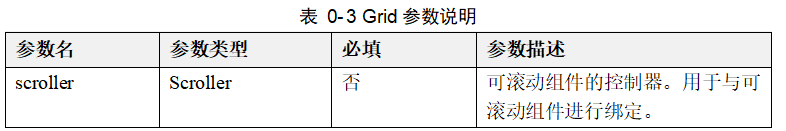 表 0-3 Grid 参数说明
参数名 参数类型 必填 参数描述
scroller Scroller 否 可滚动组件的控制器。用于与可
滚动组件进行绑定。